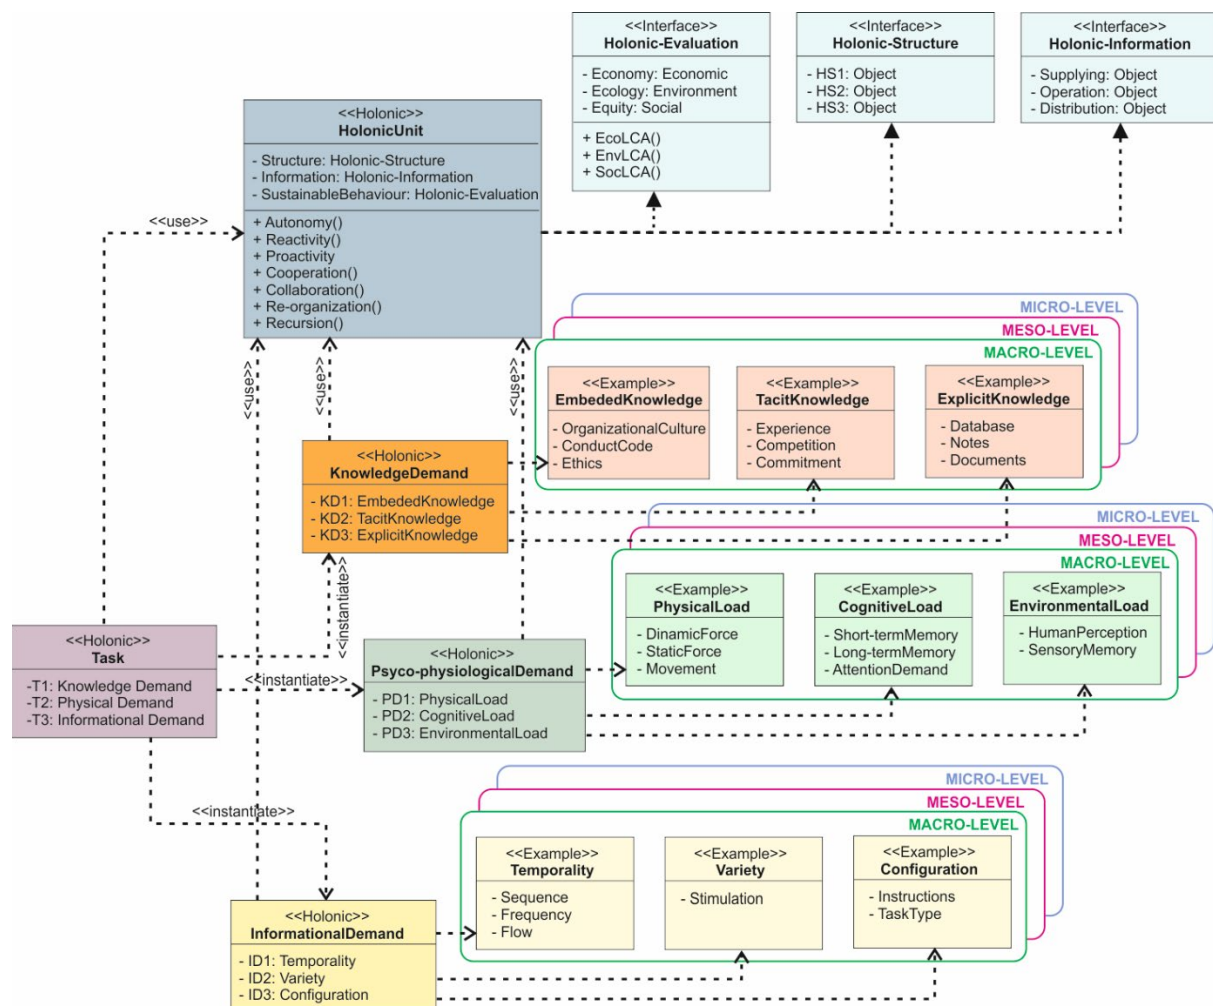 <<Interface>>
Holonic-Evaluation
- Economy: Economic
- Ecology: Environment
- Equity: Social
+ EcoLCA()
+ EnvLCA()
+ SocLCA()
<<Interface>>
Holonic-Structure
- HS1: Object
- HS2: Object
- HS3: Object
<<Interface>>
Holonic-Information
- Supplying: Object
- Operation: Object
- Distribution: Object
<<Holonic>>
HolonicUnit
- Structure: Holonic-Structure
- Information: Holonic-Information
- SustainableBehaviour: Holonic-Evaluation
+ Autonomy()
+ Reactivity()
+ Proactivity
+ Cooperation()
+ Collaboration()
+ Re-organization()
+ Recursion()
<<use>>
<<use>>
<<use>>
<<use>>
MICRO-LEVEL
MESO-LEVEL
MACRO-LEVEL
<<Example>>
EmbededKnowledge
- OrganizationalCulture
- ConductCode
- Ethics
<<Example>>
TacitKnowledge
- Experience
- Competition
- Commitment
<<Example>>
ExplicitKnowledge
- Database
- Notes
- Documents
<<Holonic>>
KnowledgeDemand
- KD1: EmbededKnowledge
- KD2: TacitKnowledge
- KD3: ExplicitKnowledge
MICRO-LEVEL
MESO-LEVEL
MACRO-LEVEL
<<Example>>
PhysicalLoad
- DinamicForce
- StaticForce
- Movement
<<Example>>
CognitiveLoad
- Short-termMemory
- Long-termMemory
- AttentionDemand
<<Example>>
EnvironmentalLoad
- HumanPerception
- SensoryMemory
<<instantiate>>
<<Holonic>>
Task
-T1: Knowledge Demand
-T2: Physical Demand
-T3: Informational Demand
<<instantiate>>
<<Holonic>>
Psyco-physiologicalDemand
- PD1: PhysicalLoad
- PD2: CognitiveLoad
- PD3: EnvironmentalLoad
<<instantiate>>
MICRO-LEVEL
MESO-LEVEL
MACRO-LEVEL
<<Example>>
Temporality
- Sequence
- Frequency
- Flow
<<Example>>
Variety
- Stimulation
<<Example>>
Configuration
- Instructions
- TaskType
<<Holonic>>
InformationalDemand
- ID1: Temporality
- ID2: Variety
- ID3: Configuration